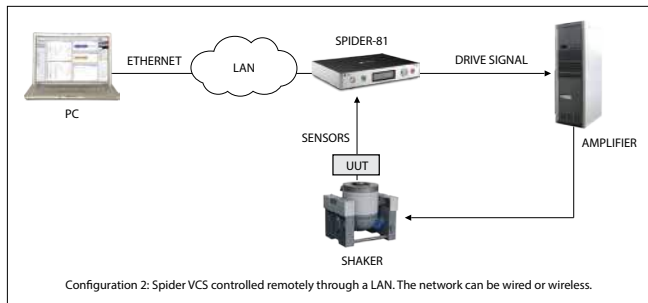 SPIDER-81
ETHERNET
LAN
DRIVE SIGNAL
PC
SENSORS
AMPLIFIER
UUT
SHAKER
Configuration 2: Spider VCS controlled remotely through a LAN. The network can be wired or wireless.